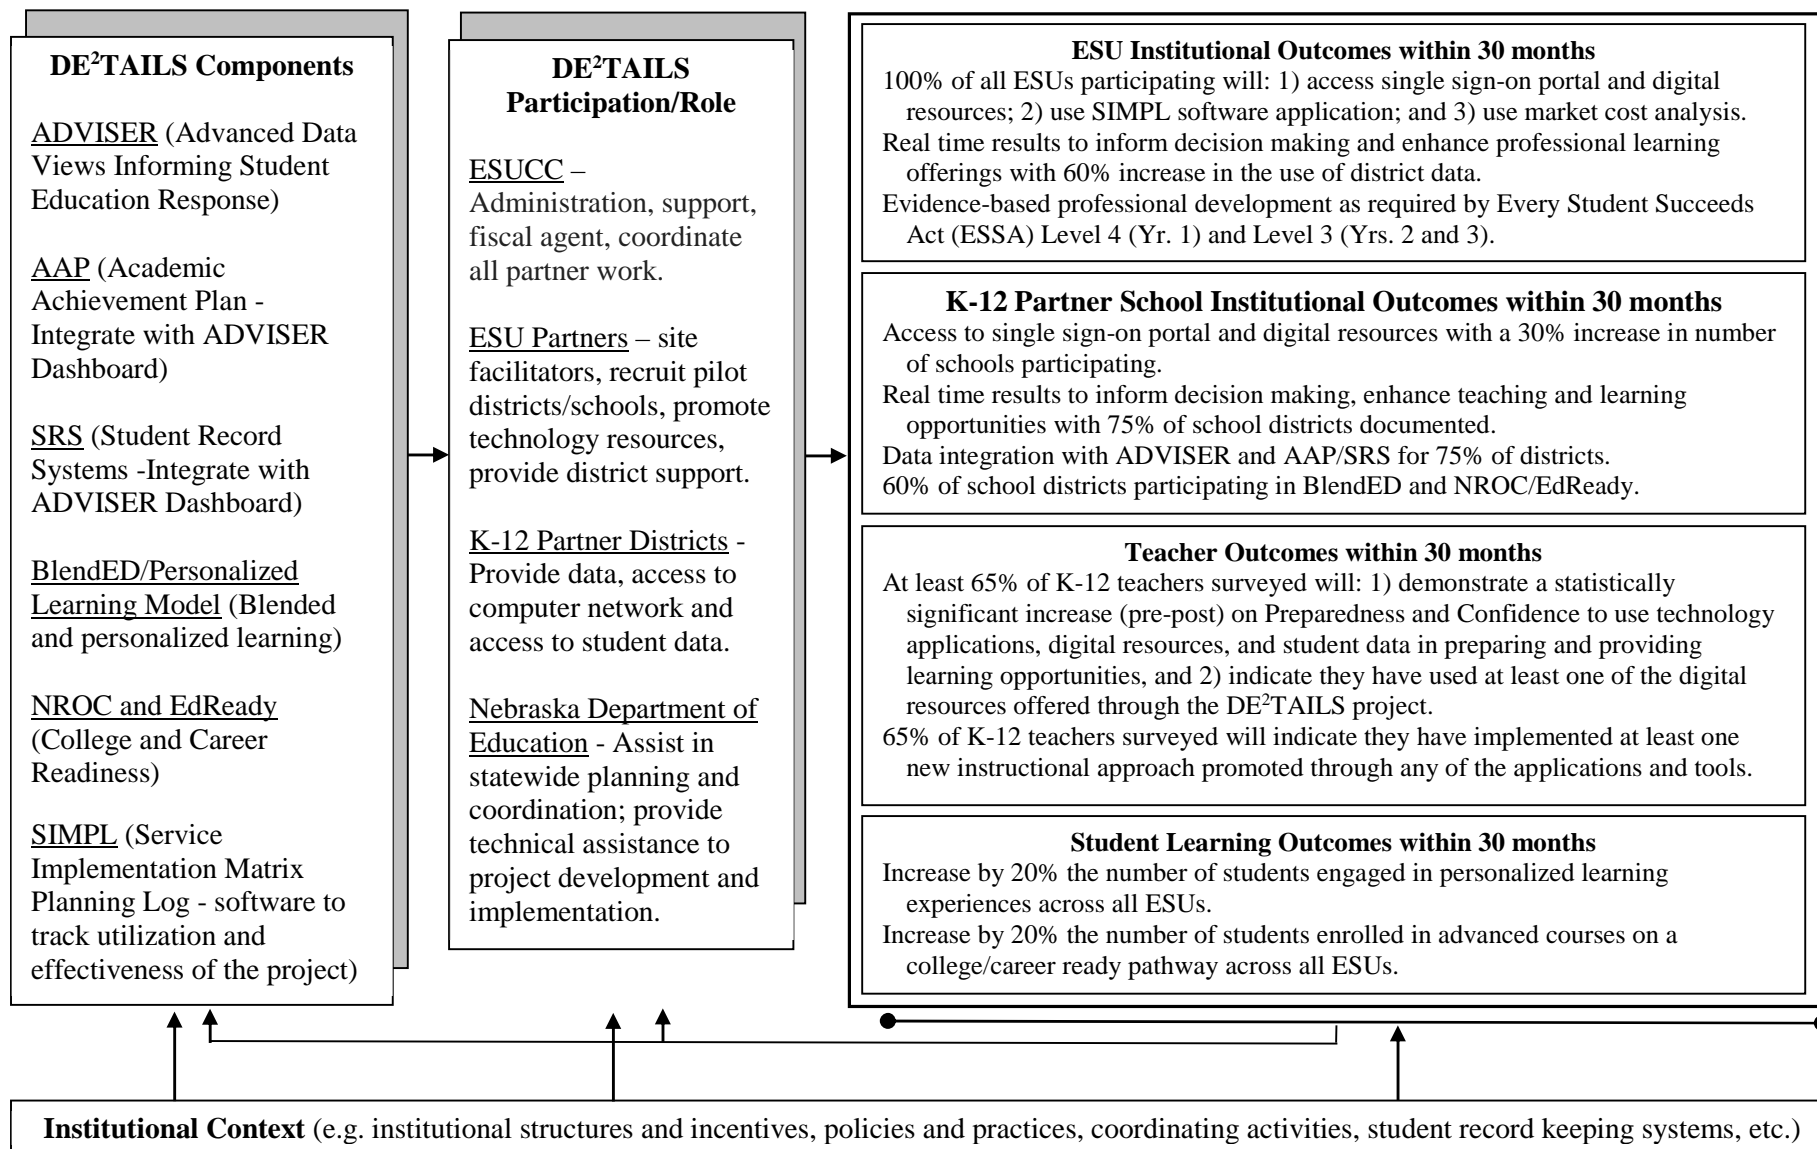 DE²TAILS Components
ADVISER (Advanced Data
Views Informing Student
Education Response)
AAP (Academic
Achievement Plan -
Integrate with ADVISER
Dashboard)
SRS (Student Record
Systems -Integrate with
ADVISER Dashboard)
BlendED/Personalized
Learning Model (Blended
and personalized learning)
NROC and EdReady
(College and Career
Readiness)
SIMPL (Service
Implementation Matrix
Planning Log - software to
track utilization and
effectiveness of the project)
DE²TAILS
Participation/Role
ESUCC –
Administration, support,
fiscal agent, coordinate
all partner work.
ESU Partners – site
facilitators, recruit pilot
districts/schools, promote
technology resources,
provide district support.
K-12 Partner Districts -
Provide data, access to
computer network and
access to student data.
Nebraska Department of
Education - Assist in
statewide planning and
coordination; provide
technical assistance to
project development and
implementation.
ESU Institutional Outcomes within 30 months
100% of all ESUs participating will: 1) access single sign-on portal and digital
resources; 2) use SIMPL software application; and 3) use market cost analysis.
Real time results to inform decision making and enhance professional learning
offerings with 60% increase in the use of district data.
Evidence-based professional development as required by Every Student Succeeds
Act (ESSA) Level 4 (Yr. 1) and Level 3 (Yrs. 2 and 3).
K-12 Partner School Institutional Outcomes within 30 months
Access to single sign-on portal and digital resources with a 30% increase in number
of schools participating.
Real time results to inform decision making, enhance teaching and learning
opportunities with 75% of school districts documented.
Data integration with ADVISER and AAP/SRS for 75% of districts.
60% of school districts participating in BlendED and NROC/EdReady.
Teacher Outcomes within 30 months
At least 65% of K-12 teachers surveyed will: 1) demonstrate a statistically
significant increase (pre-post) on Preparedness and Confidence to use technology
applications, digital resources, and student data in preparing and providing
learning opportunities, and 2) indicate they have used at least one of the digital
resources offered through the DE²TAILS project.
65% of K-12 teachers surveyed will indicate they have implemented at least one
new instructional approach promoted through any of the applications and tools.
Student Learning Outcomes within 30 months
Increase by 20% the number of students engaged in personalized learning
experiences across all ESUs.
Increase by 20% the number of students enrolled in advanced courses on a
college/career ready pathway across all ESUs.
Institutional Context (e.g. institutional structures and incentives, policies and practices, coordinating activities, student record keeping systems, etc.)